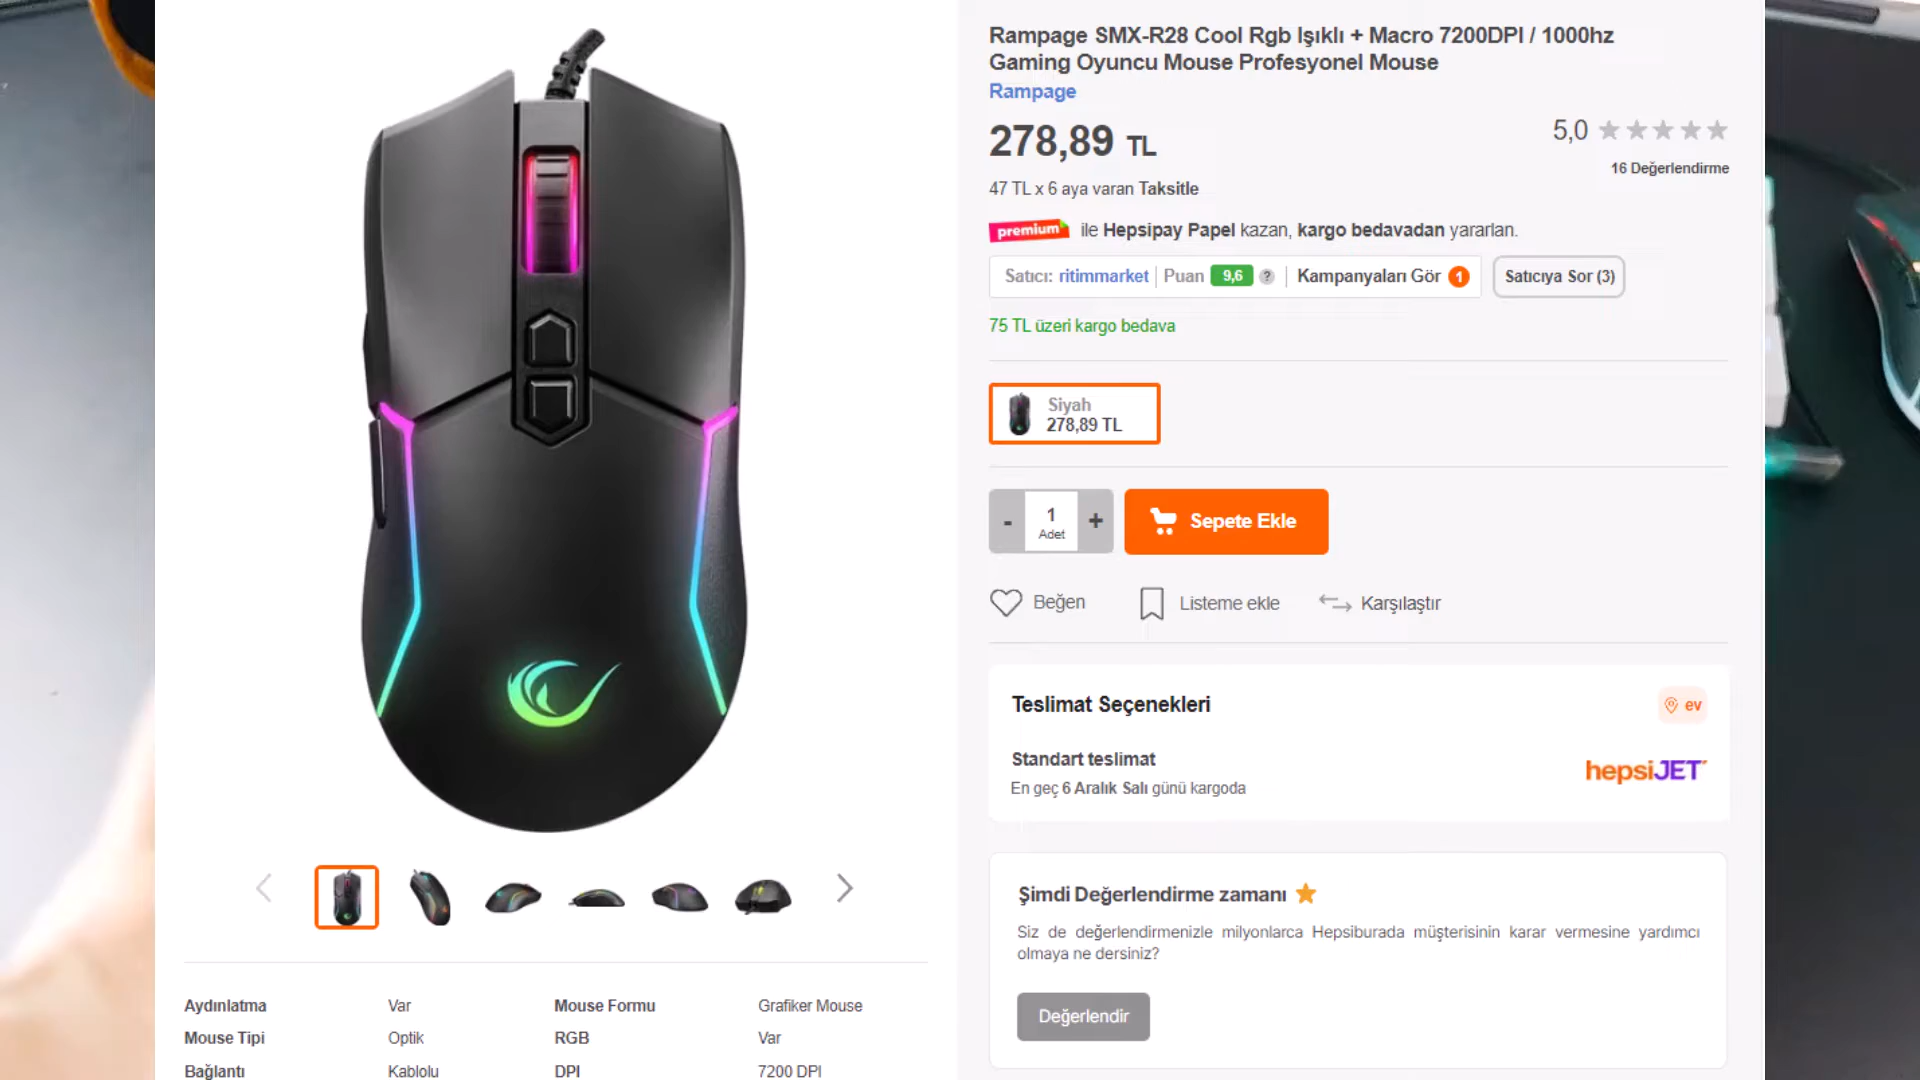 Rampage SMX-R28 Cool Rgb Işıklı + Macro 7200DPI / 1000hz
Gaming Oyuncu Mouse Profesyonel Mouse
Rampage
278,89 TL
5,0
16 Değerlendirme
47 TL x 6 aya varan Taksitle
premium ile Hepsipay Papel kazan, kargo bedavadan yararlan.
Satıcı: ritimmarket Puan 9,6 ? Kampanyaları Gör 1
Satıcıya Sor (3)
75 TL üzeri kargo bedava
Siyah
278,89 TL
- 1 +
Adet
Sepete Ekle
Beğen
Listeme ekle
Karşılaştır
Teslimat Seçenekleri
ev
Standart teslimat
En geç 6 Aralık Salı günü kargoda
hepsiJET
Şimdi Değerlendirme zamanı
Siz de değerlendirmenizle milyonlarca Hepsiburada müşterisinin karar vermesine yardımcı
olmaya ne dersiniz?
Değerlendir
Aydınlatma Var Mouse Formu Grafiker Mouse
Mouse Tipi Optik RGB Var
Bağlantı Kablolu DPI 7200 DPI